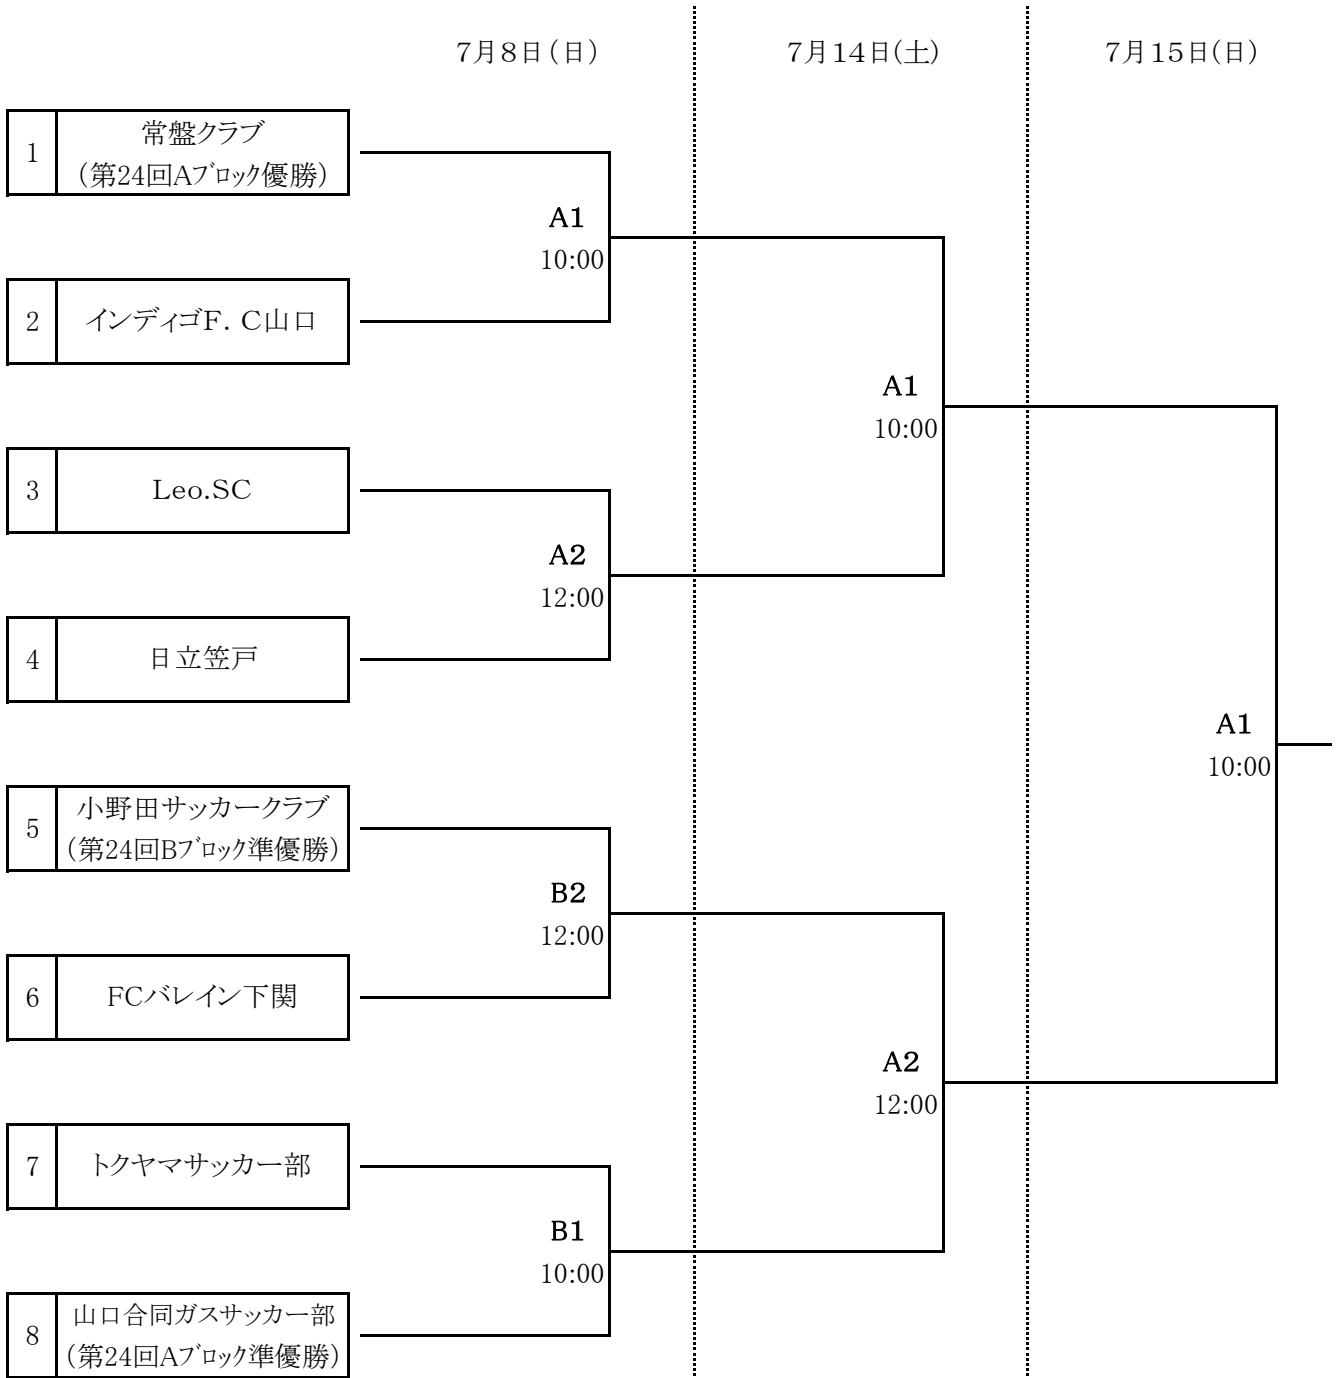 7月8日(日)
7月14日(土)
7月15日(日)
1
常盤クラブ
(第24回Aブロック優勝)
A1
10:00
2
インディゴF．C山口
A1
10:00
3
Leo.SC
A2
12:00
4
日立笠戸
A1
10:00
5
小野田サッカークラブ
(第24回Bブロック準優勝)
B2
12:00
6
FCバレイン下関
A2
12:00
7
トクヤマサッカー部
B1
10:00
8
山口合同ガスサッカー部
(第24回Aブロック準優勝)